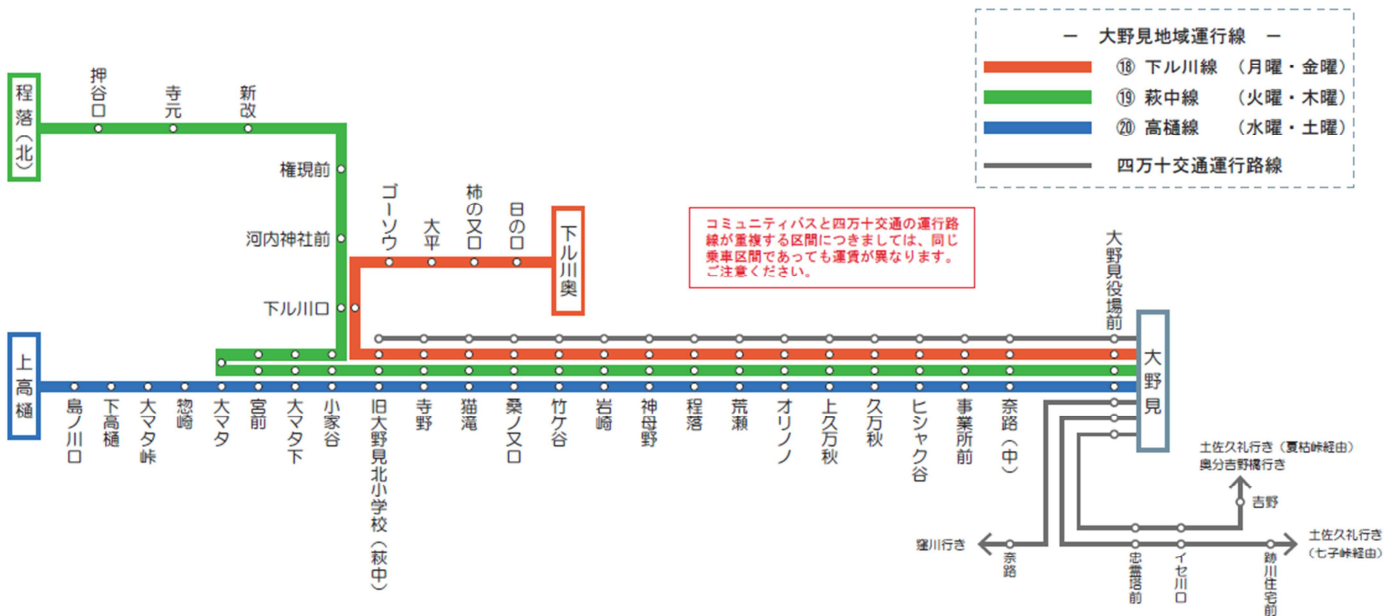 － 大野見地域運行線 －
⑱ 下ル川線 （月曜・金曜）
⑲ 萩中線 （火曜・木曜）
⑳ 高樋線 （水曜・土曜）
四万十交通運行路線
程落（北）
押谷口
寺元
新改
権現前
河内神社前
下ル川口
ゴーソウ
大平
柿の又口
日の口
下ル川奥
コミュニティバスと四万十交通の運行路
線が重複する区間につきましては、同じ
乗車区間であっても運賃が異なります。
ご注意ください。
大野見役場前
上高樋
島ノ川口
下高樋
大マタ峠
惣崎
大マタ
宮前
大マタ下
小家谷
旧大野見北小学校（萩中）
寺野
猫滝
桑ノ又口
竹ケ谷
岩崎
神母野
程落
荒瀬
オリノノ
上久万秋
久万秋
ヒシャク谷
事業所前
奈路（中）
大野見
土佐久礼行き（夏枯峠経由）
奥分吉野橋行き
吉野
窪川行き
奈路
忠霊塔前
イセ川口
跡川住宅前
土佐久礼行き
（七子峠経由）